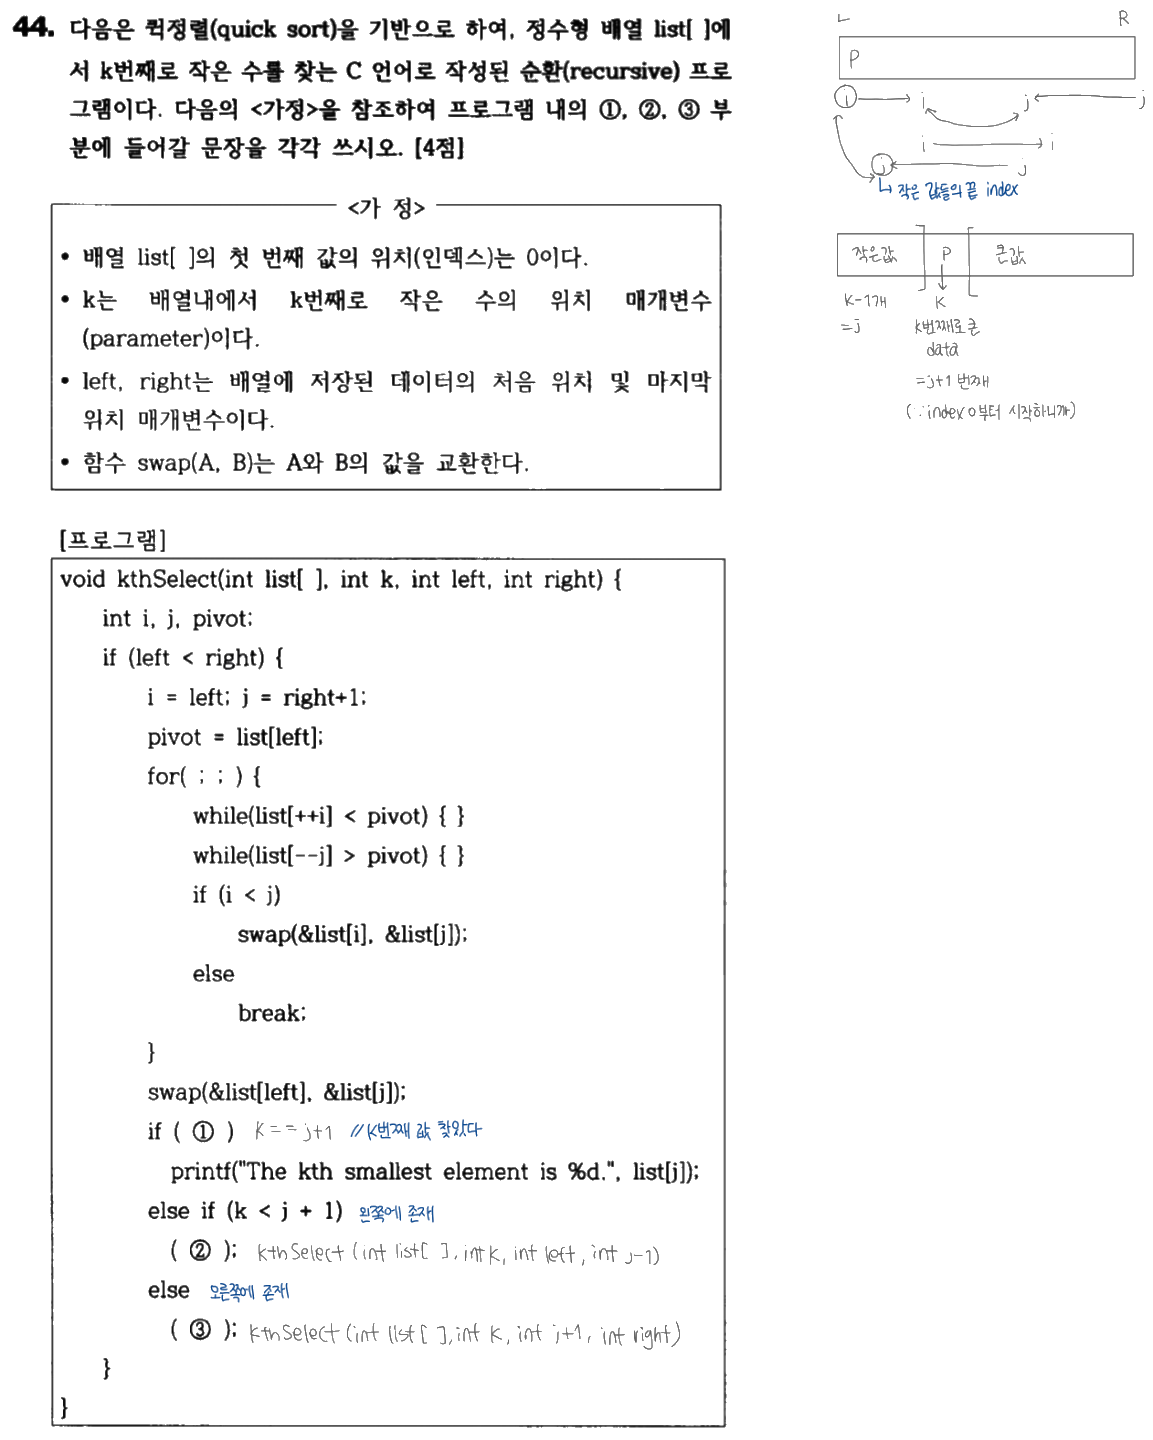 44. 다음은 퀵정렬(quick sort)을 기반으로 하여, 정수형 배열 list[ ]에
서 k번째로 작은 수를 찾는 C 언어로 작성된 순환(recursive) 프로
그램이다. 다음의 <가정>을 참조하여 프로그램 내의 ①, ②, ③ 부
분에 들어갈 문장을 각각 쓰시오. [4점]
<가 정>
• 배열 list[ ]의 첫 번째 값의 위치(인덱스)는 0이다.
• k는 배열내에서 k번째로 작은 수의 위치 매개변수
(parameter)이다.
• left, right는 배열에 저장된 데이터의 처음 위치 및 마지막
위치 매개변수이다.
• 함수 swap(A, B)는 A와 B의 값을 교환한다.
[프로그램]
void kthSelect(int list[ ], int k, int left, int right) {
int i, j, pivot;
if (left < right) {
i = left; j = right+1;
pivot = list[left];
for( ; ; ) {
while(list[++i] < pivot) { }
while(list[--j] > pivot) { }
if (i < j)
swap(&list[i], &list[j]);
else
break;
}
swap(&list[left], &list[j]);
if ( ① ) K == j+1 //K번째 값 찾았다
printf("The kth smallest element is %d.", list[j]);
else if (k < j + 1) 왼쪽에 존재
( ② ); kthSelect (int list[ ], int k, int left, int j-1)
else 오른쪽에 존재
( ③ ); kthSelect (int list[ ], int k, int j+1, int right)
}
}
L R
P
i i j j
i i
j j
↳ 작은 값들의 끝 index
작은값 P 큰값
K-1개 K
=j K번째로 큰
data
=j+1 번째
(∵index 0부터 시작하니까)